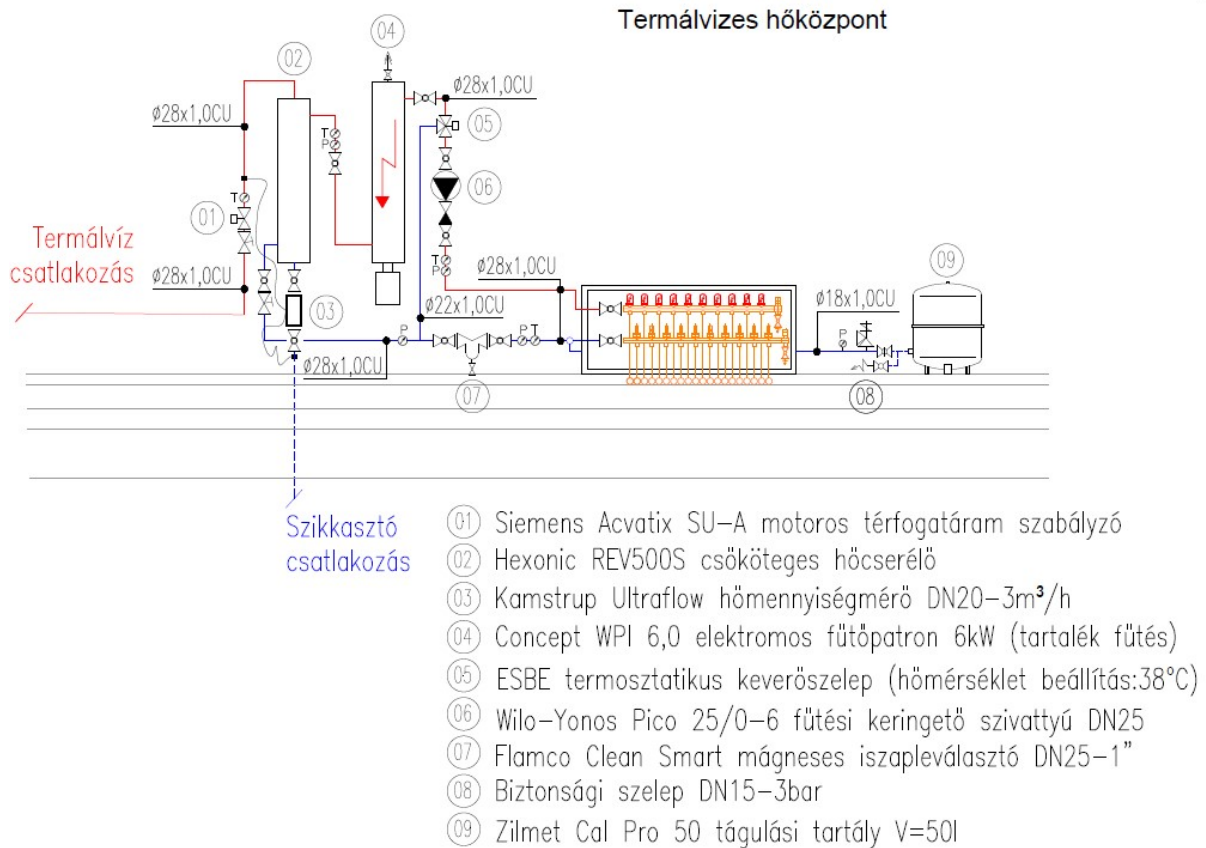 Termálvizes hőközpont
04
02
ø28x1,0CU
ø28x1,0CU
05
T
P
06
T
01
Termálvíz
csatlakozás
ø28x1,0CU
T
P
ø28x1,0CU
09
03
ø22x1,0CU
ø18x1,0CU
P
P T
P
ø28x1,0CU
07
08
Szikkasztó
csatlakozás
01 Siemens Acvatix SU-A motoros térfogatáram szabályzó
02 Hexonic REV500S csőköteges hőcserélő
03 Kamstrup Ultraflow hőmennyiségmérő DN20-3m³/h
04 Concept WPI 6,0 elektromos fűtőpatron 6kW (tartalék fűtés)
05 ESBE termosztatikus keverőszelep (hőmérséklet beállítás:38°C)
06 Wilo-Yonos Pico 25/0-6 fűtési keringető szivattyú DN25
07 Flamco Clean Smart mágneses iszapleválasztó DN25-1"
08 Biztonsági szelep DN15-3bar
09 Zilmet Cal Pro 50 tágulási tartály V=50l